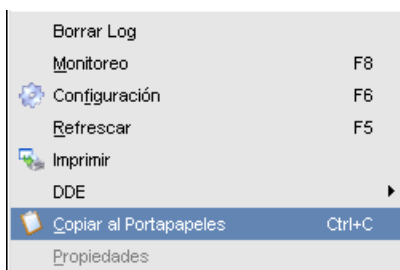 Borrar Log
Monitoreo F8
Configuración F6
Refrescar F5
Imprimir
DDE
Copiar al Portapapeles Ctrl+C
Propiedades